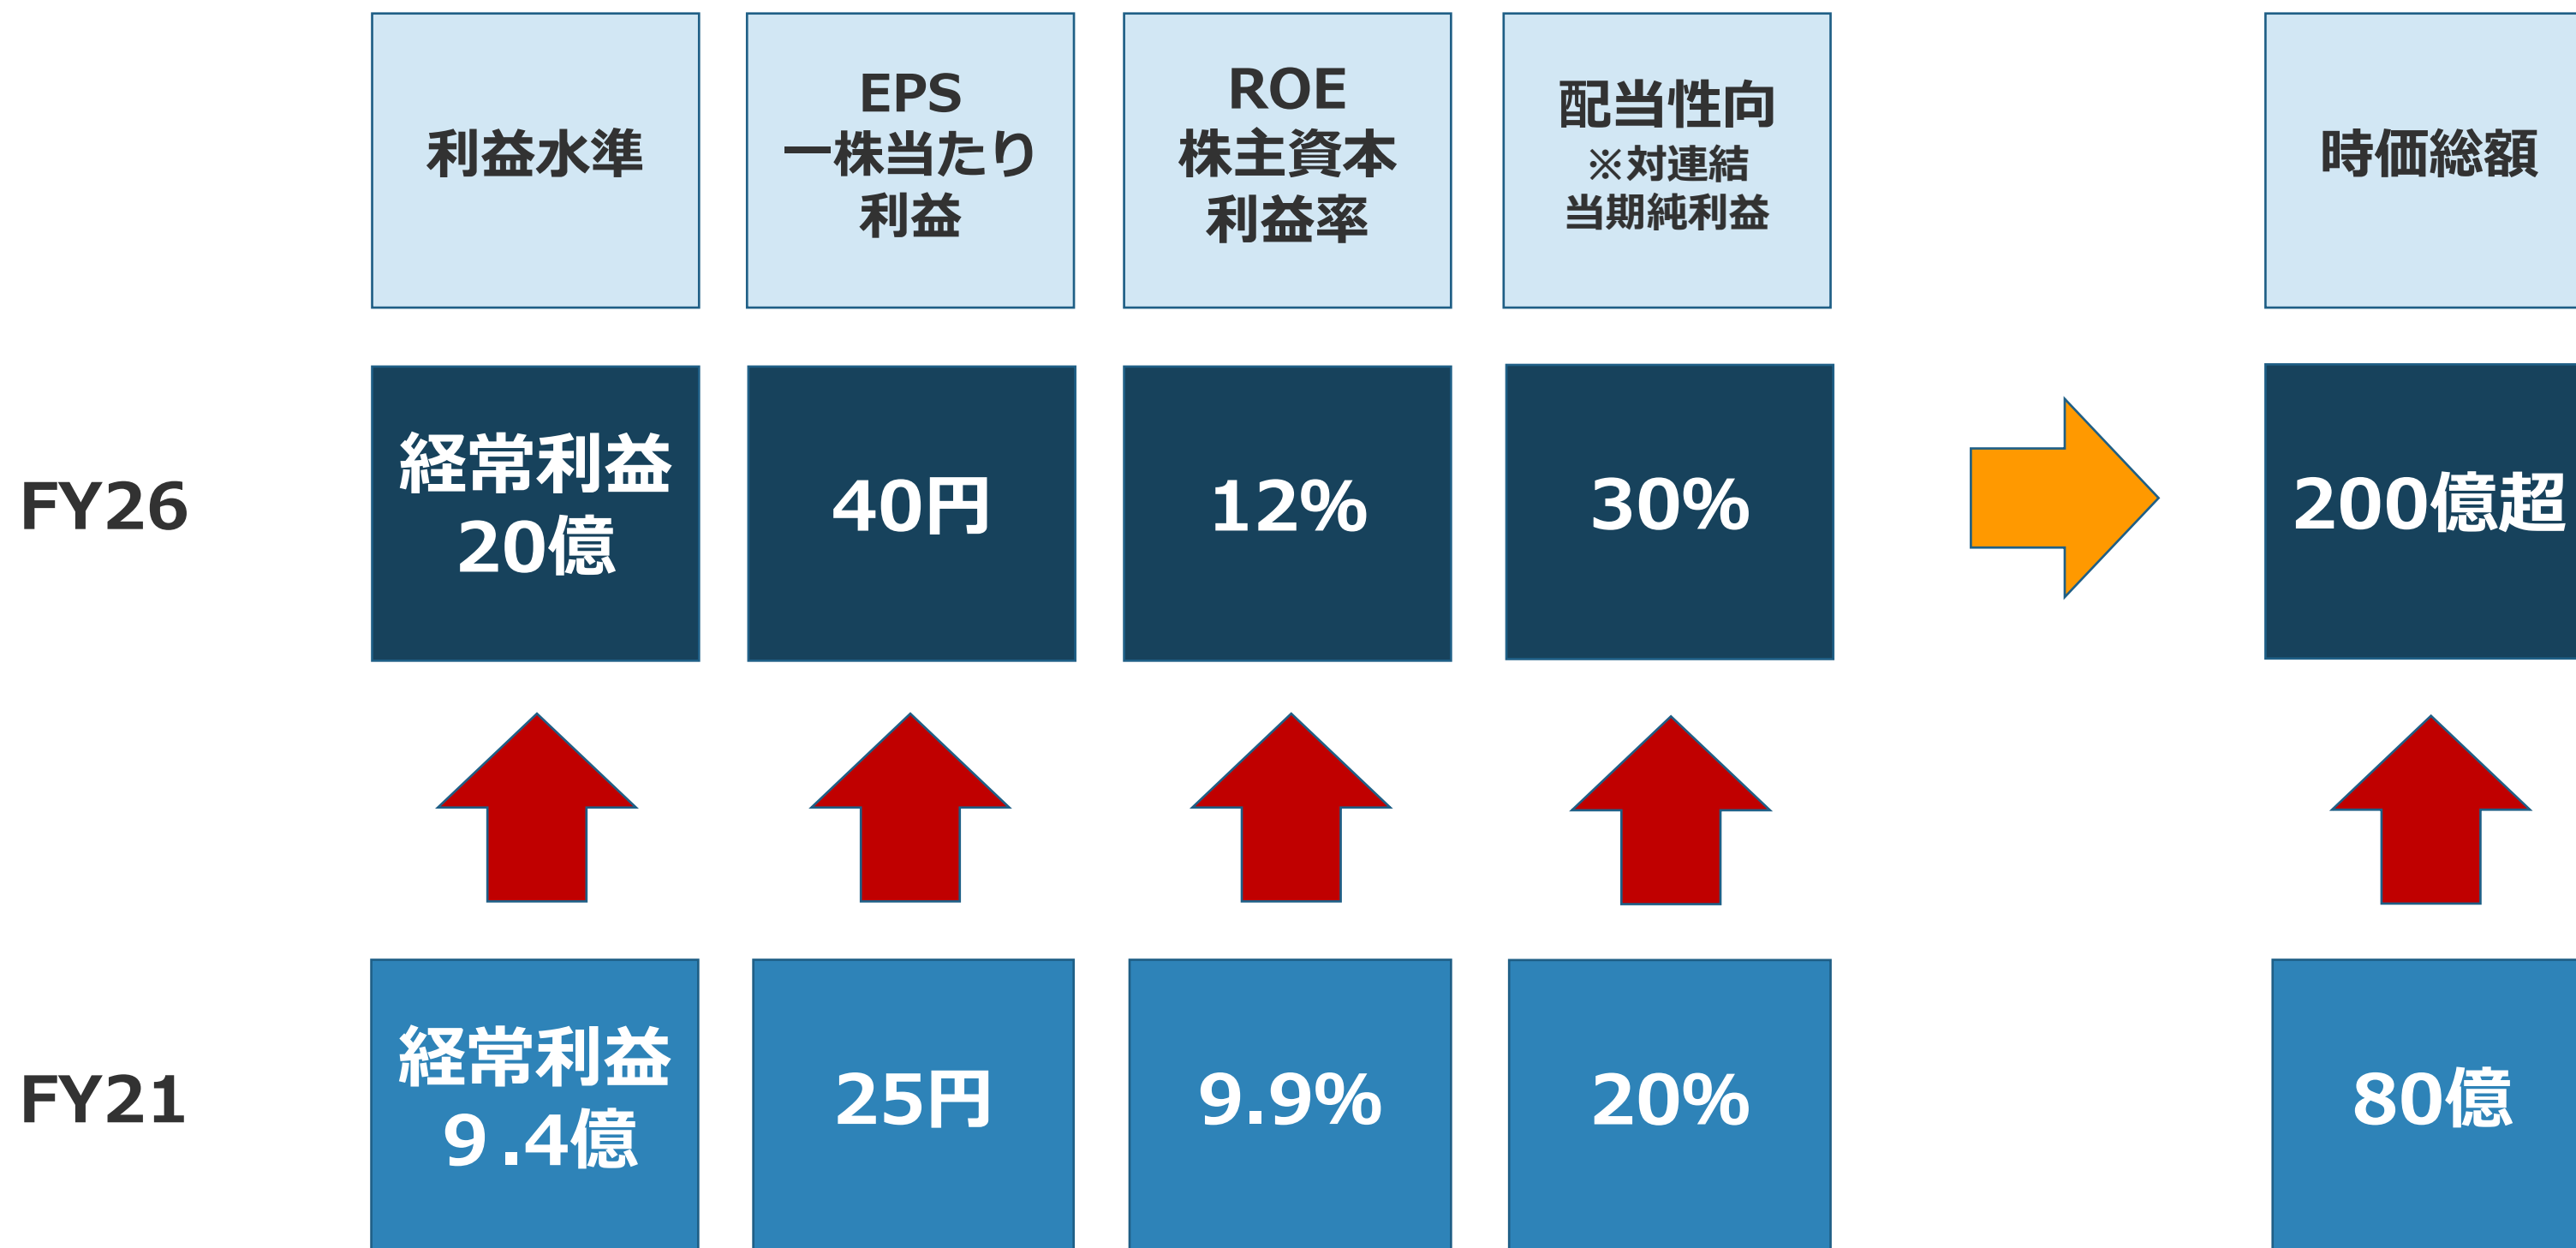 利益水準
EPS
一株当たり
利益
ROE
株主資本
利益率
配当性向
※対連結
当期純利益
時価総額
FY26
経常利益
20億
40円
12%
30%
200億超
FY21
経常利益
９.4億
25円
9.9%
20%
80億